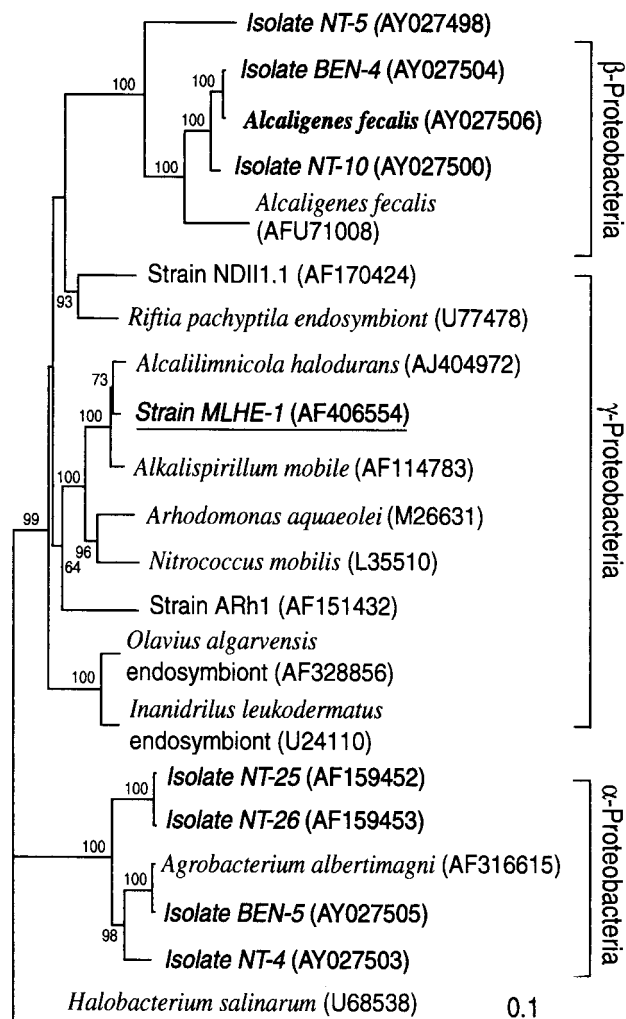 Isolate NT-5 (AY027498)
100
100
Isolate BEN-4 (AY027504)
100
Alcaligenes fecalis (AY027506)
100
Isolate NT-10 (AY027500)
Alcaligenes fecalis
(AFU71008)
β-Proteobacteria
Strain NDII1.1 (AF170424)
93
Riftia pachyptila endosymbiont (U77478)
Alcalilimnicola halodurans (AJ404972)
73
100
Strain MLHE-1 (AF406554)
Alkalispirillum mobile (AF114783)
100
Arhodomonas aquaeolei (M26631)
99
96
Nitrococcus mobilis (L35510)
64
Strain ARh1 (AF151432)
Olavius algarvensis
endosymbiont (AF328856)
100
Inanidrilus leukodermatus
endosymbiont (U24110)
γ-Proteobacteria
Isolate NT-25 (AF159452)
100
Isolate NT-26 (AF159453)
100
Agrobacterium albertimagni (AF316615)
100
Isolate BEN-5 (AY027505)
98
Isolate NT-4 (AY027503)
α-Proteobacteria
Halobacterium salinarum (U68538)
0.1